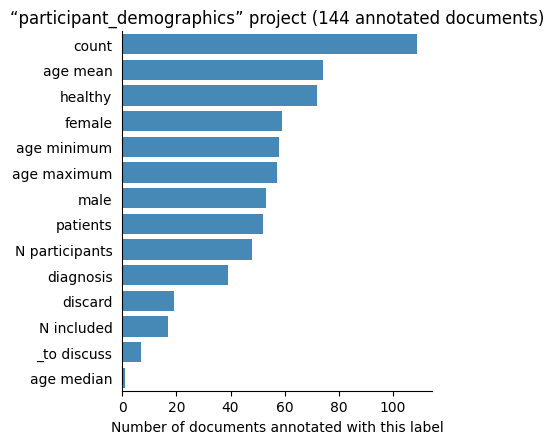 “participant_demographics” project (144 annotated documents)
count
age mean
healthy
female
age minimum
age maximum
male
patients
N participants
diagnosis
discard
N included
_to discuss
age median
0 20 40 60 80 100
Number of documents annotated with this label